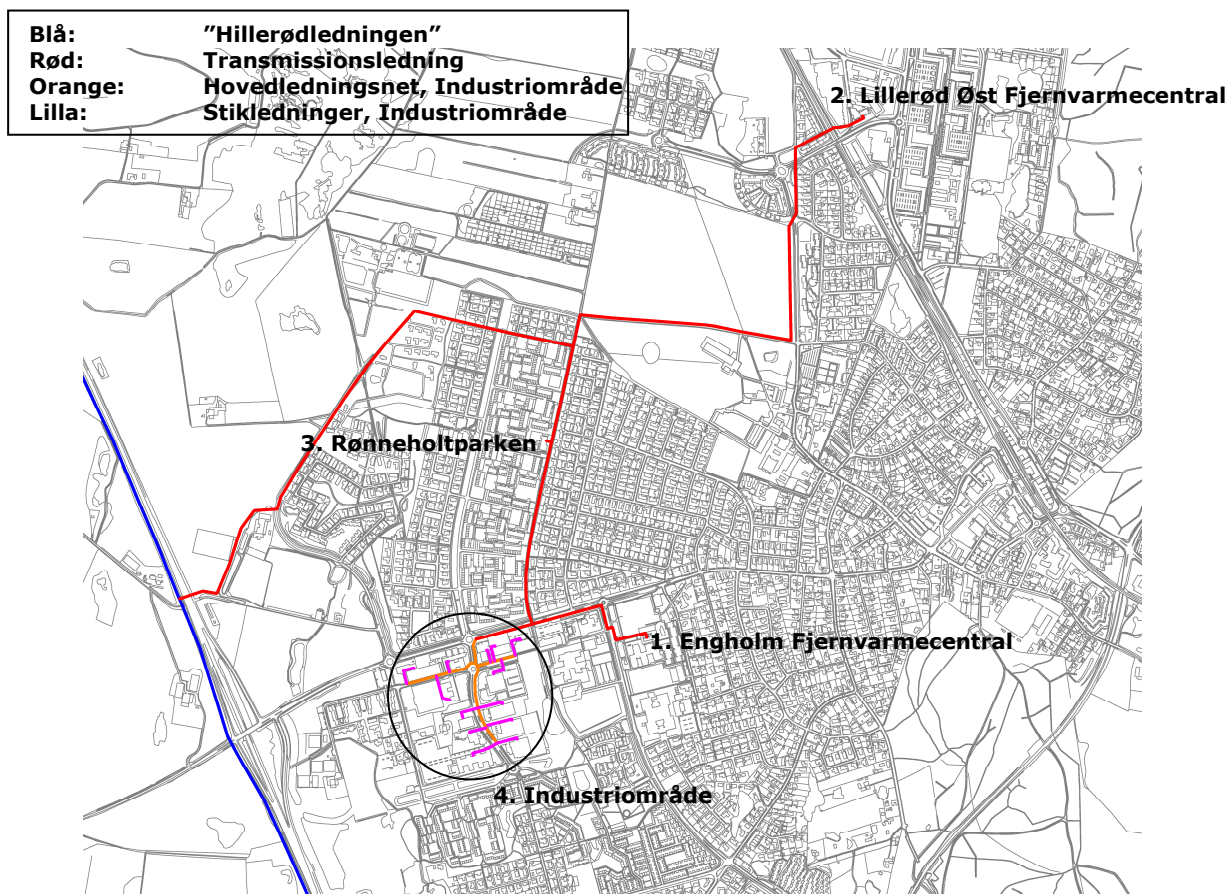 Blå: ”Hillerødledningen”
Rød: Transmissionsledning
Orange: Hovedledningsnet, Industriområde
Lilla: Stikledninger, Industriområde
2. Lillerød Øst Fjernvarmecentral
3. Rønneholtparken
1. Engholm Fjernvarmecentral
4. Industriområde